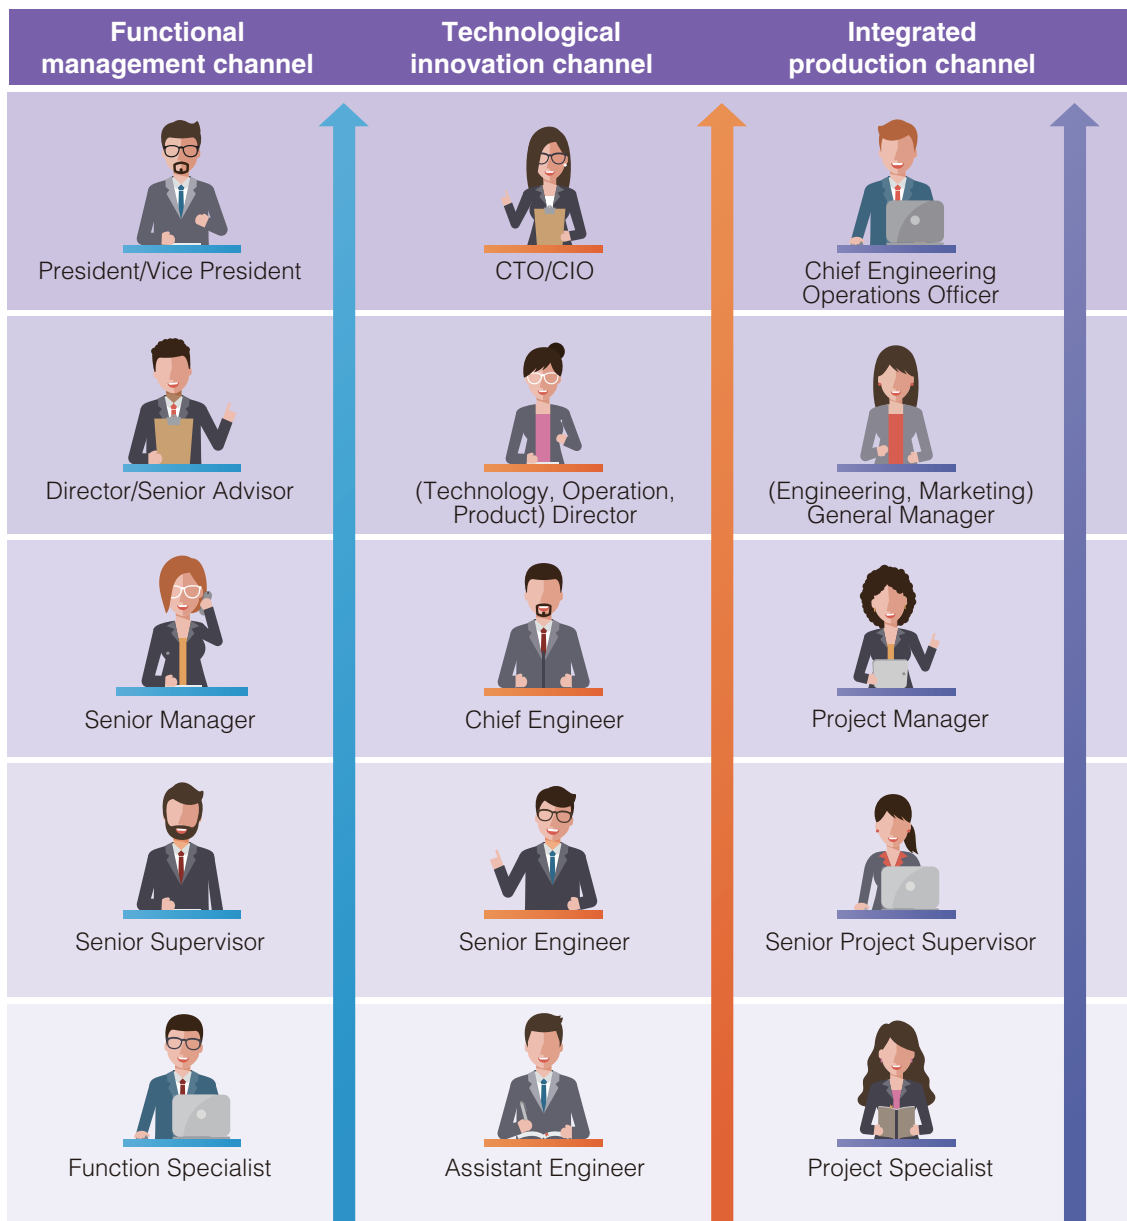 Functional
management channel
Technological
innovation channel
Integrated
production channel
President/Vice President
CTO/CIO
Chief Engineering
Operations Officer
Director/Senior Advisor
(Technology, Operation,
Product) Director
(Engineering, Marketing)
General Manager
Senior Manager
Chief Engineer
Project Manager
Senior Supervisor
Senior Engineer
Senior Project Supervisor
Function Specialist
Assistant Engineer
Project Specialist